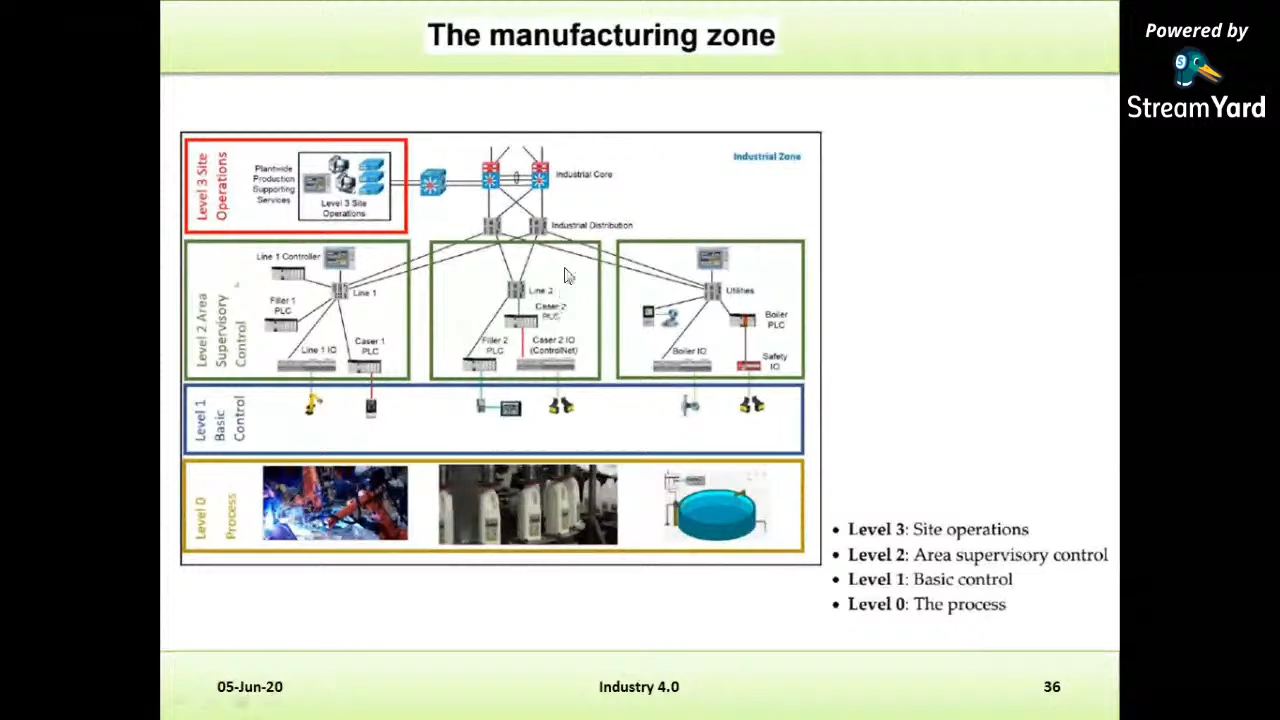 The manufacturing zone
Powered by
StreamYard
Level 3 Site
Operations
Plantwide
Production
Supporting
Services
Level 3 Site
Operations
Industrial Zone
Industrial Core
Industrial Distribution
Level 2 Area
Supervisory
Control
Line 1 Controller
Line 1
Filler 1
PLC
Line 1 IO
Caser 1
PLC
Line 2
Caser 2
PLC
Filler 2
PLC
Caser 2 IO
(ControlNet)
Utilities
Boiler
PLC
Boiler IO
Safety
IO
Level 1
Basic
Control
Level 0
Process
• Level 3: Site operations
• Level 2: Area supervisory control
• Level 1: Basic control
• Level 0: The process
05-Jun-20
Industry 4.0
36